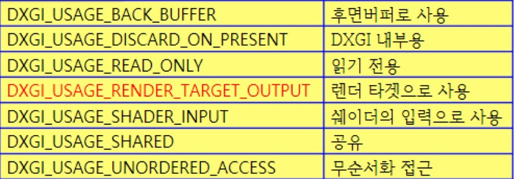 DXGI_USAGE_BACK_BUFFER 후면버퍼로 사용
DXGI_USAGE_DISCARD_ON_PRESENT DXGI 내부용
DXGI_USAGE_READ_ONLY 읽기 전용
DXGI_USAGE_RENDER_TARGET_OUTPUT 렌더 타겟으로 사용
DXGI_USAGE_SHADER_INPUT 쉐이더의 입력으로 사용
DXGI_USAGE_SHARED 공유
DXGI_USAGE_UNORDERED_ACCESS 무순서화 접근